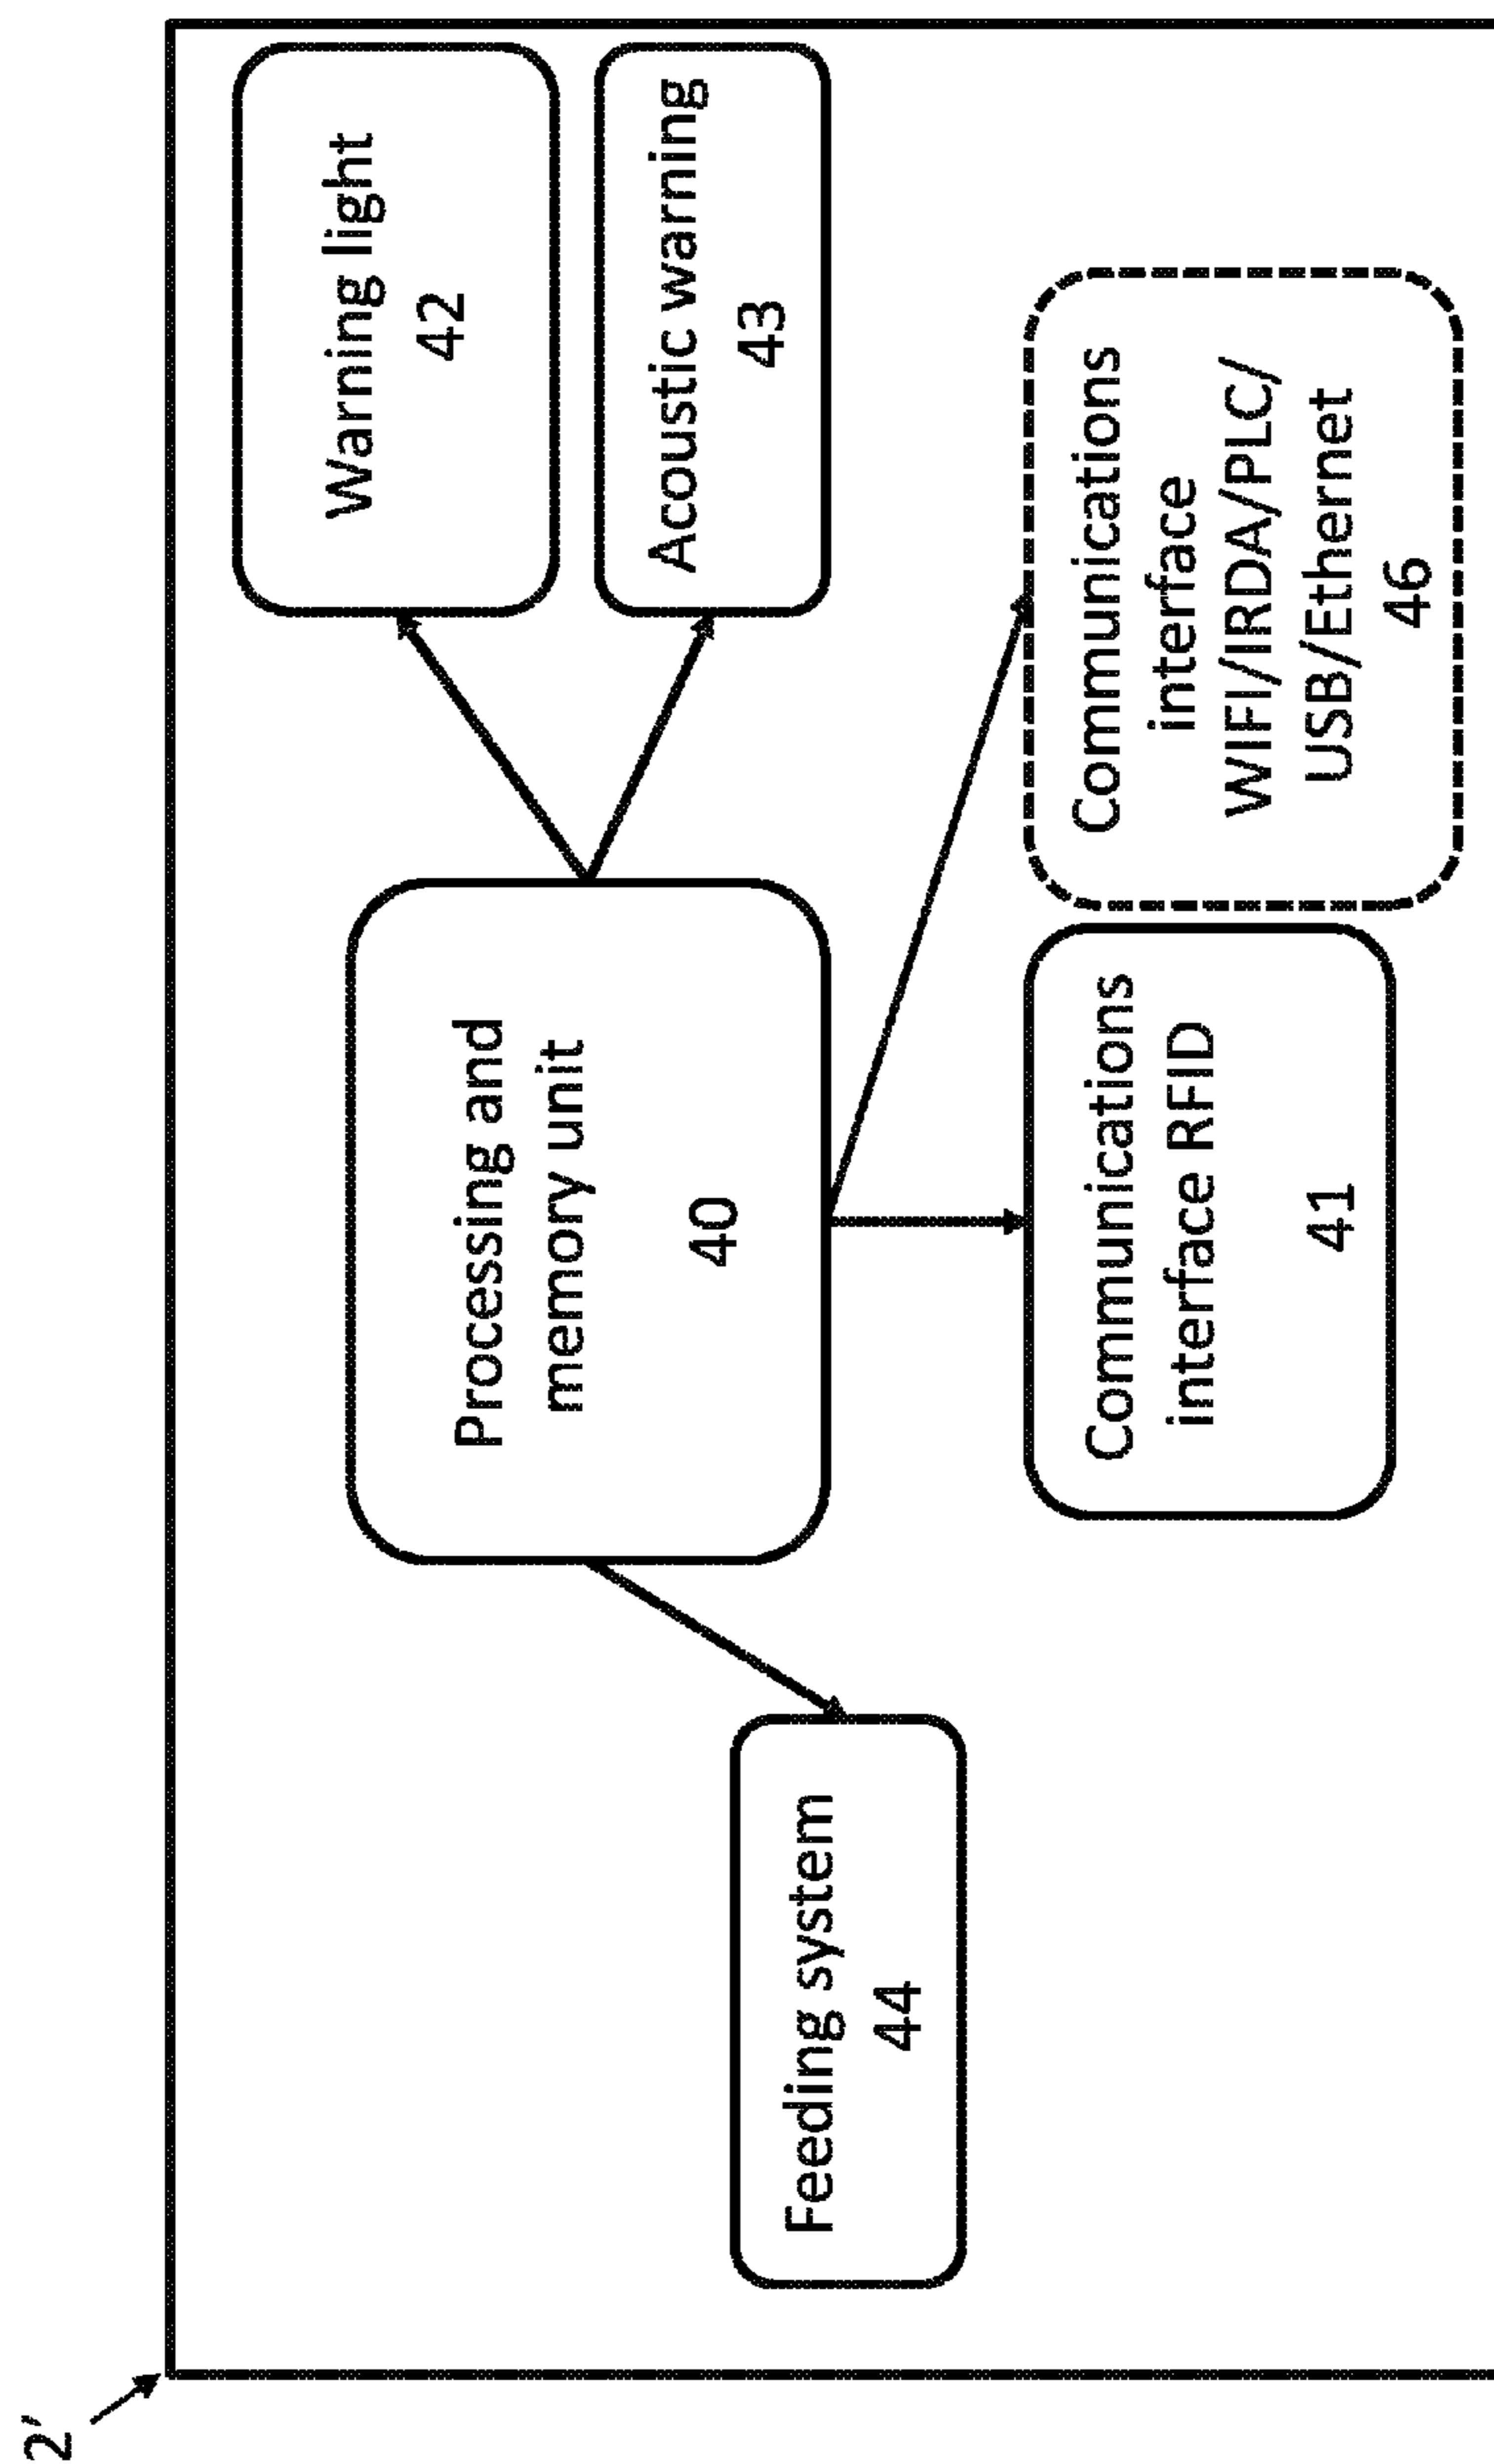 2'
Warning light
42
Acoustic warning
43
Processing and
memory unit
40
Feeding system
44
Communications
interface RFID
41
Communications
interface
WIFI/IRDA/PLC/
USB/Ethernet
46